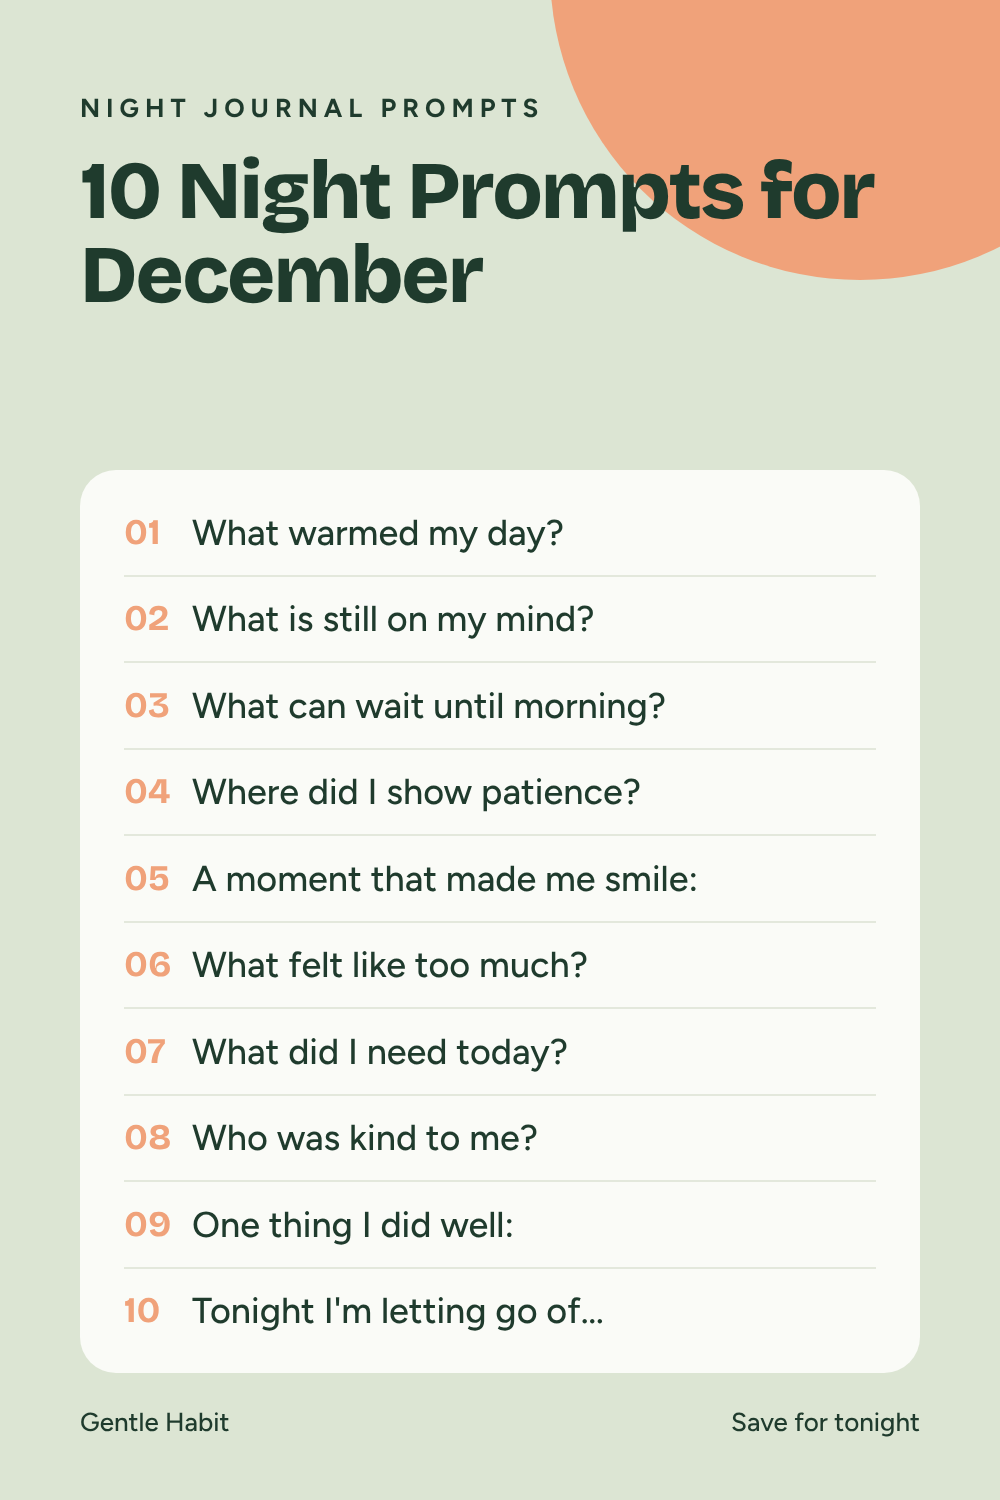 NIGHT JOURNAL PROMPTS
10 Night Prompts for
December
01 What warmed my day?
02 What is still on my mind?
03 What can wait until morning?
04 Where did I show patience?
05 A moment that made me smile:
06 What felt like too much?
07 What did I need today?
08 Who was kind to me?
09 One thing I did well:
10 Tonight I'm letting go of...
Gentle Habit
Save for tonight